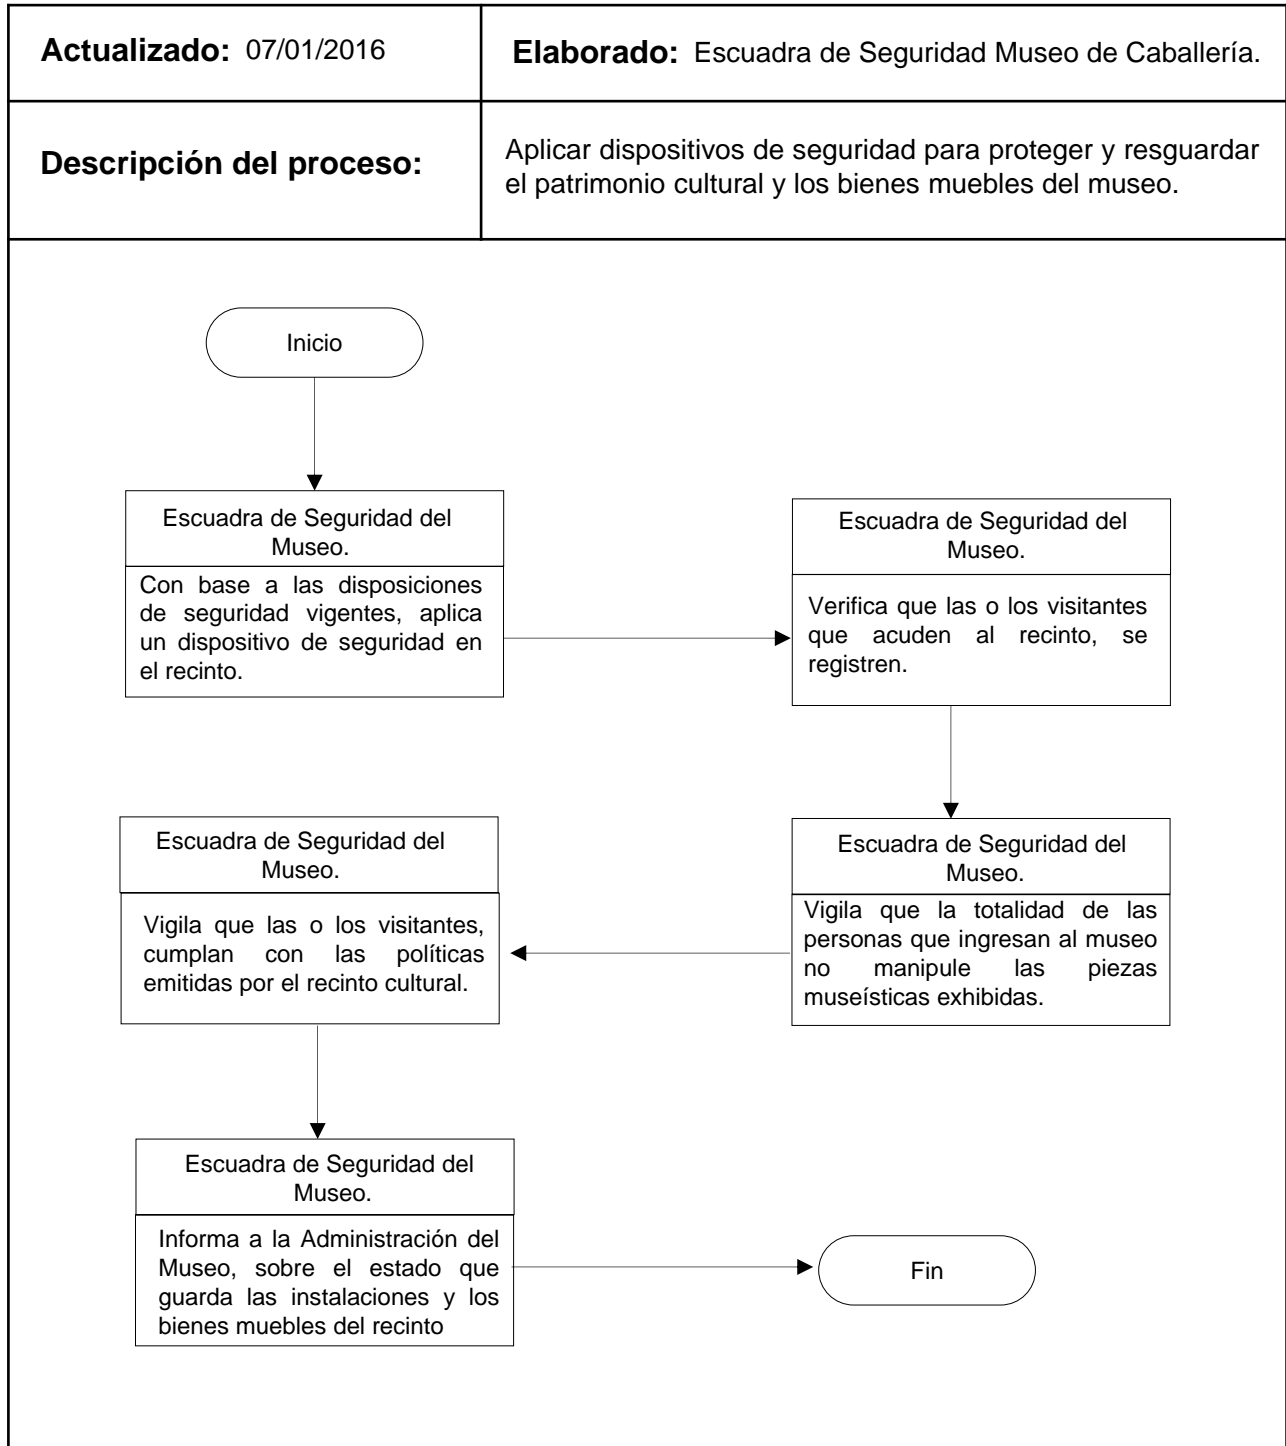 Actualizado: 07/01/2016
Elaborado: Escuadra de Seguridad Museo de Caballería.
Descripción del proceso:
Aplicar dispositivos de seguridad para proteger y resguardar
el patrimonio cultural y los bienes muebles del museo.
Inicio
Escuadra de Seguridad del
Museo.
Con base a las disposiciones
de seguridad vigentes, aplica
un dispositivo de seguridad en
el recinto.
Escuadra de Seguridad del
Museo.
Verifica que las o los visitantes
que acuden al recinto, se
registren.
Escuadra de Seguridad del
Museo.
Vigila que la totalidad de las
personas que ingresan al museo
no manipule las piezas
museísticas exhibidas.
Escuadra de Seguridad del
Museo.
Vigila que las o los visitantes,
cumplan con las políticas
emitidas por el recinto cultural.
Escuadra de Seguridad del
Museo.
Informa a la Administración del
Museo, sobre el estado que
guarda las instalaciones y los
bienes muebles del recinto
Fin